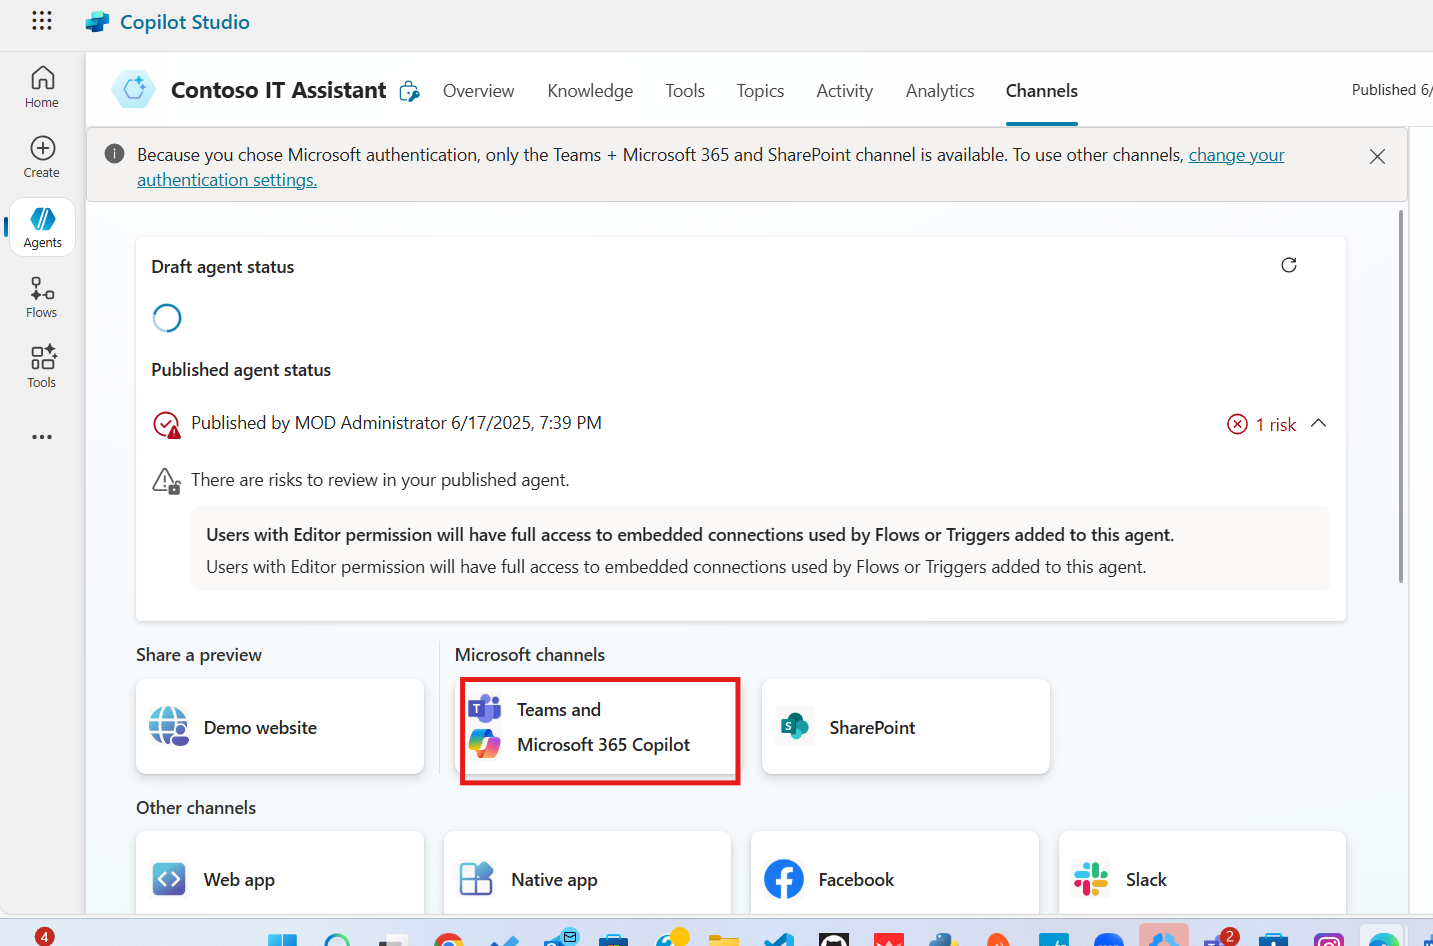 Copilot Studio
Home
Create
Agents
Flows
Tools
Contoso IT Assistant
Overview
Knowledge
Tools
Topics
Activity
Analytics
Channels
Published 6/
Because you chose Microsoft authentication, only the Teams + Microsoft 365 and SharePoint channel is available. To use other channels, change your
authentication settings.
Draft agent status
Published agent status
Published by MOD Administrator 6/17/2025, 7:39 PM
1 risk
There are risks to review in your published agent.
Users with Editor permission will have full access to embedded connections used by Flows or Triggers added to this agent.
Users with Editor permission will have full access to embedded connections used by Flows or Triggers added to this agent.
Share a preview
Microsoft channels
Demo website
Teams and
Microsoft 365 Copilot
SharePoint
Other channels
Web app
Native app
Facebook
Slack
4
2